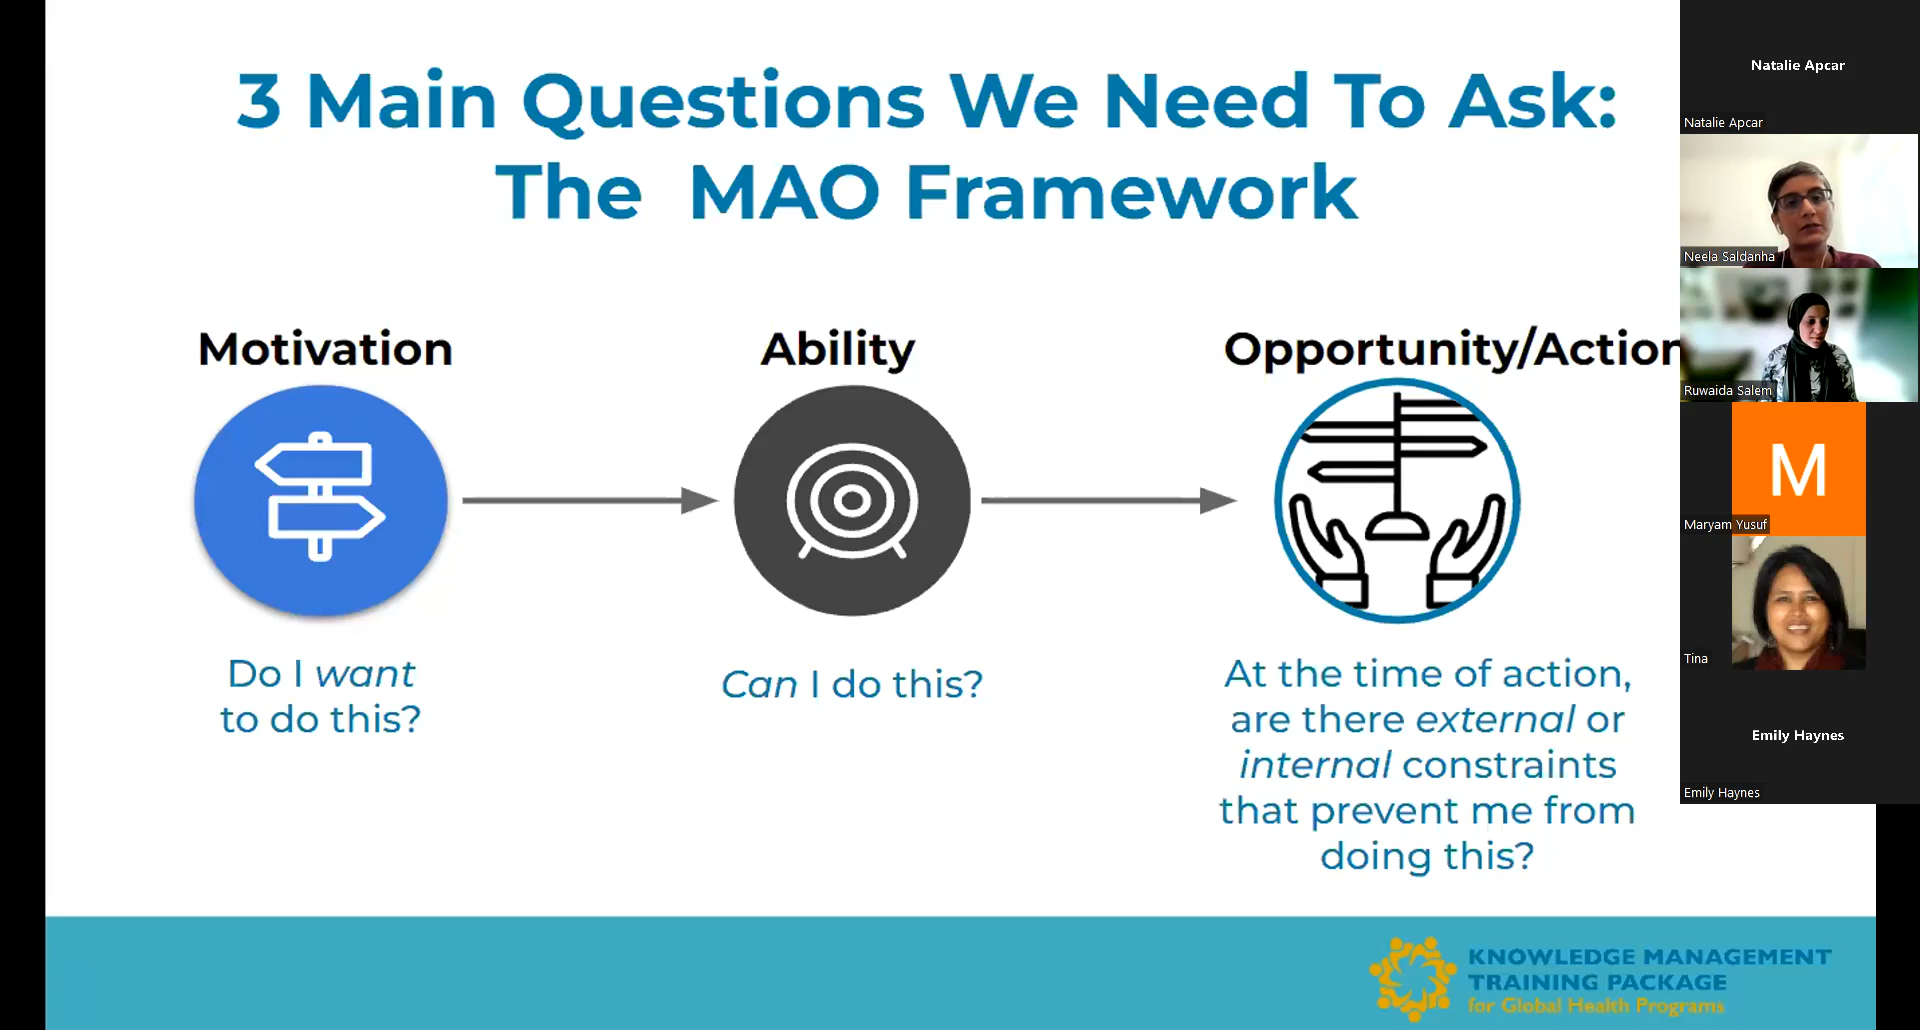 3 Main Questions We Need To Ask:
The MAO Framework
Motivation
Ability
Opportunity/Action
Do I want
to do this?
Can I do this?
At the time of action,
are there external or
internal constraints
that prevent me from
doing this?
KNOWLEDGE MANAGEMENT
TRAINING PACKAGE
for Global Health Programs
Natalie Apcar
Natalie Apcar
Neela Saldanha
Ruwaida Salem
M
Maryam Yusuf
Tina
Emily Haynes
Emily Haynes